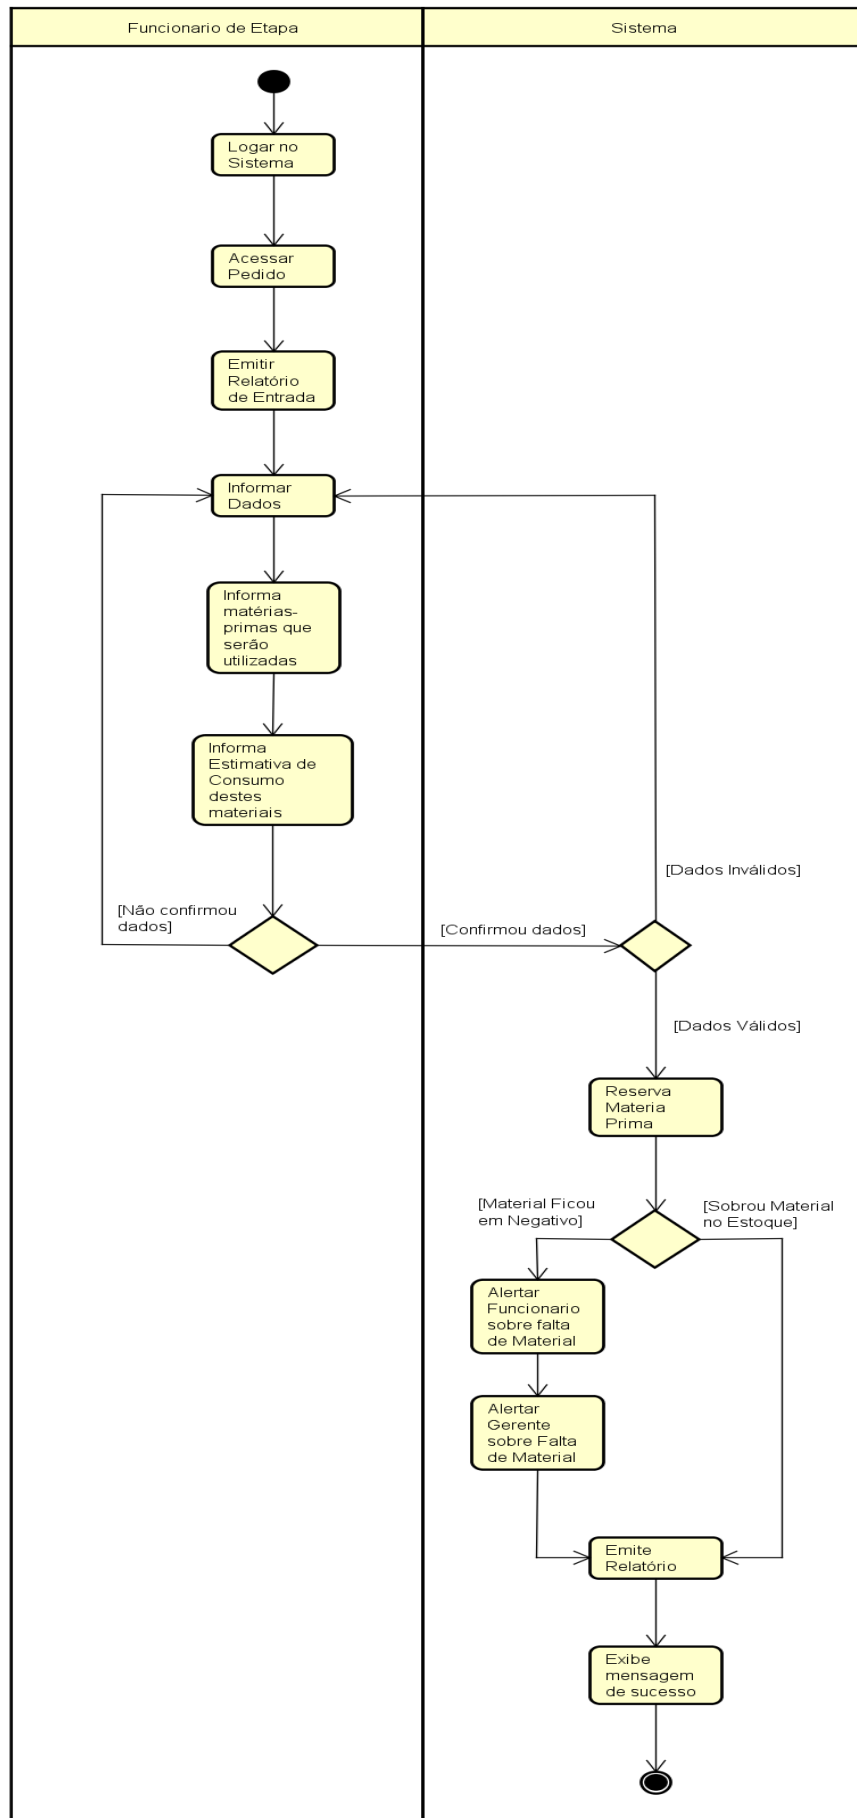 Funcionario de Etapa
Sistema
Logar no
Sistema
Acessar
Pedido
Emitir
Relatório
de Entrada
Informar
Dados
Informa
matérias-
primas que
serão
utilizadas
Informa
Estimativa de
Consumo
destes
materiais
[Não confirmou
dados]
[Confirmou dados]
[Dados Inválidos]
[Dados Válidos]
Reserva
Materia
Prima
[Material Ficou
em Negativo]
[Sobrou Material
no Estoque]
Alertar
Funcionario
sobre falta
de Material
Alertar
Gerente
sobre Falta
de Material
Emite
Relatório
Exibe
mensagem
de sucesso